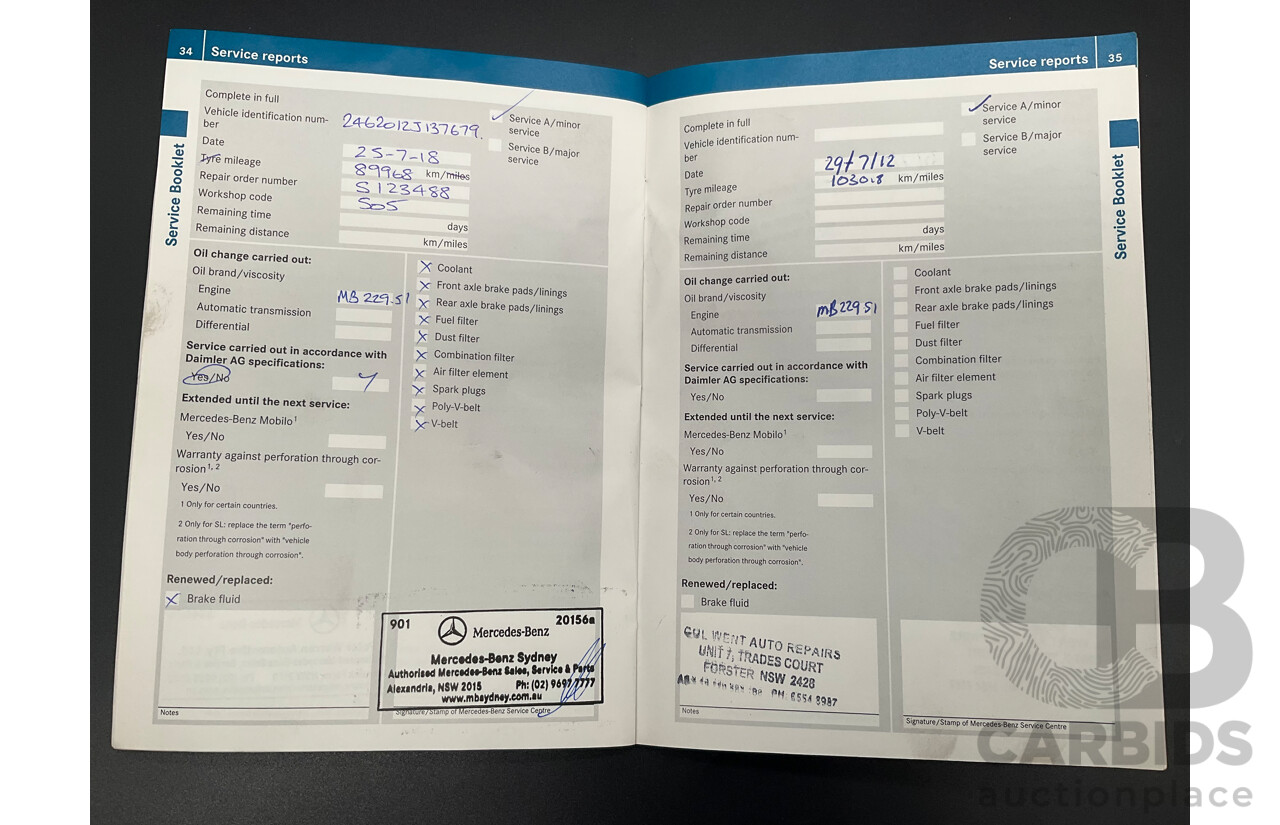 34 Service reports
Complete in full
Vehicle identification num-
ber
2462012J137679.
Date 25-7-18
Tyre mileage 89968 km/miles
Repair order number S123488
Workshop code S05
Remaining time days
Remaining distance km/miles
Service A/minor
service
Service B/major
service
Service Booklet
Oil change carried out:
Oil brand/viscosity
Engine MB 229.51
Automatic transmission
Differential
Service carried out in accordance with
Daimler AG specifications:
Yes/No Y
Extended until the next service:
Mercedes-Benz Mobilo1
Yes/No
Warranty against perforation through cor-
rosion1, 2
Yes/No
1 Only for certain countries.
2 Only for SL: replace the term "perfo-
ration through corrosion" with "vehicle
body perforation through corrosion".
Renewed/replaced:
X Brake fluid
X Coolant
X Front axle brake pads/linings
X Rear axle brake pads/linings
X Fuel filter
X Dust filter
X Combination filter
X Air filter element
X Spark plugs
X Poly-V-belt
X V-belt
901 Mercedes-Benz 20156a
Mercedes-Benz Sydney
Authorised Mercedes-Benz Sales, Service & Parts
Alexandria, NSW 2015 Ph: (02) 9697 7777
www.mbsydney.com.au
Notes
Signature/Stamp of Mercedes-Benz Service Centre
Service reports 35
Complete in full
Vehicle identification num-
ber
Date 29/7/12
Tyre mileage 10308 km/miles
Repair order number
Workshop code
Remaining time days
Remaining distance km/miles
Service A/minor
service
Service B/major
service
Service Booklet
Oil change carried out:
Oil brand/viscosity
Engine MB 229 51
Automatic transmission
Differential
Service carried out in accordance with
Daimler AG specifications:
Yes/No
Extended until the next service:
Mercedes-Benz Mobilo1
Yes/No
Warranty against perforation through cor-
rosion1, 2
Yes/No
1 Only for certain countries.
2 Only for SL: replace the term "perfo-
ration through corrosion" with "vehicle
body perforation through corrosion".
Renewed/replaced:
Brake fluid
Coolant
Front axle brake pads/linings
Rear axle brake pads/linings
Fuel filter
Dust filter
Combination filter
Air filter element
Spark plugs
Poly-V-belt
V-belt
WENT AUTO REPAIRS
UNIT 7, TRADES COURT
FORSTER NSW 2428
PH 6554 8987
Notes
Signature/Stamp of Mercedes-Benz Service Centre
CB
CARBIDS
auctionplace